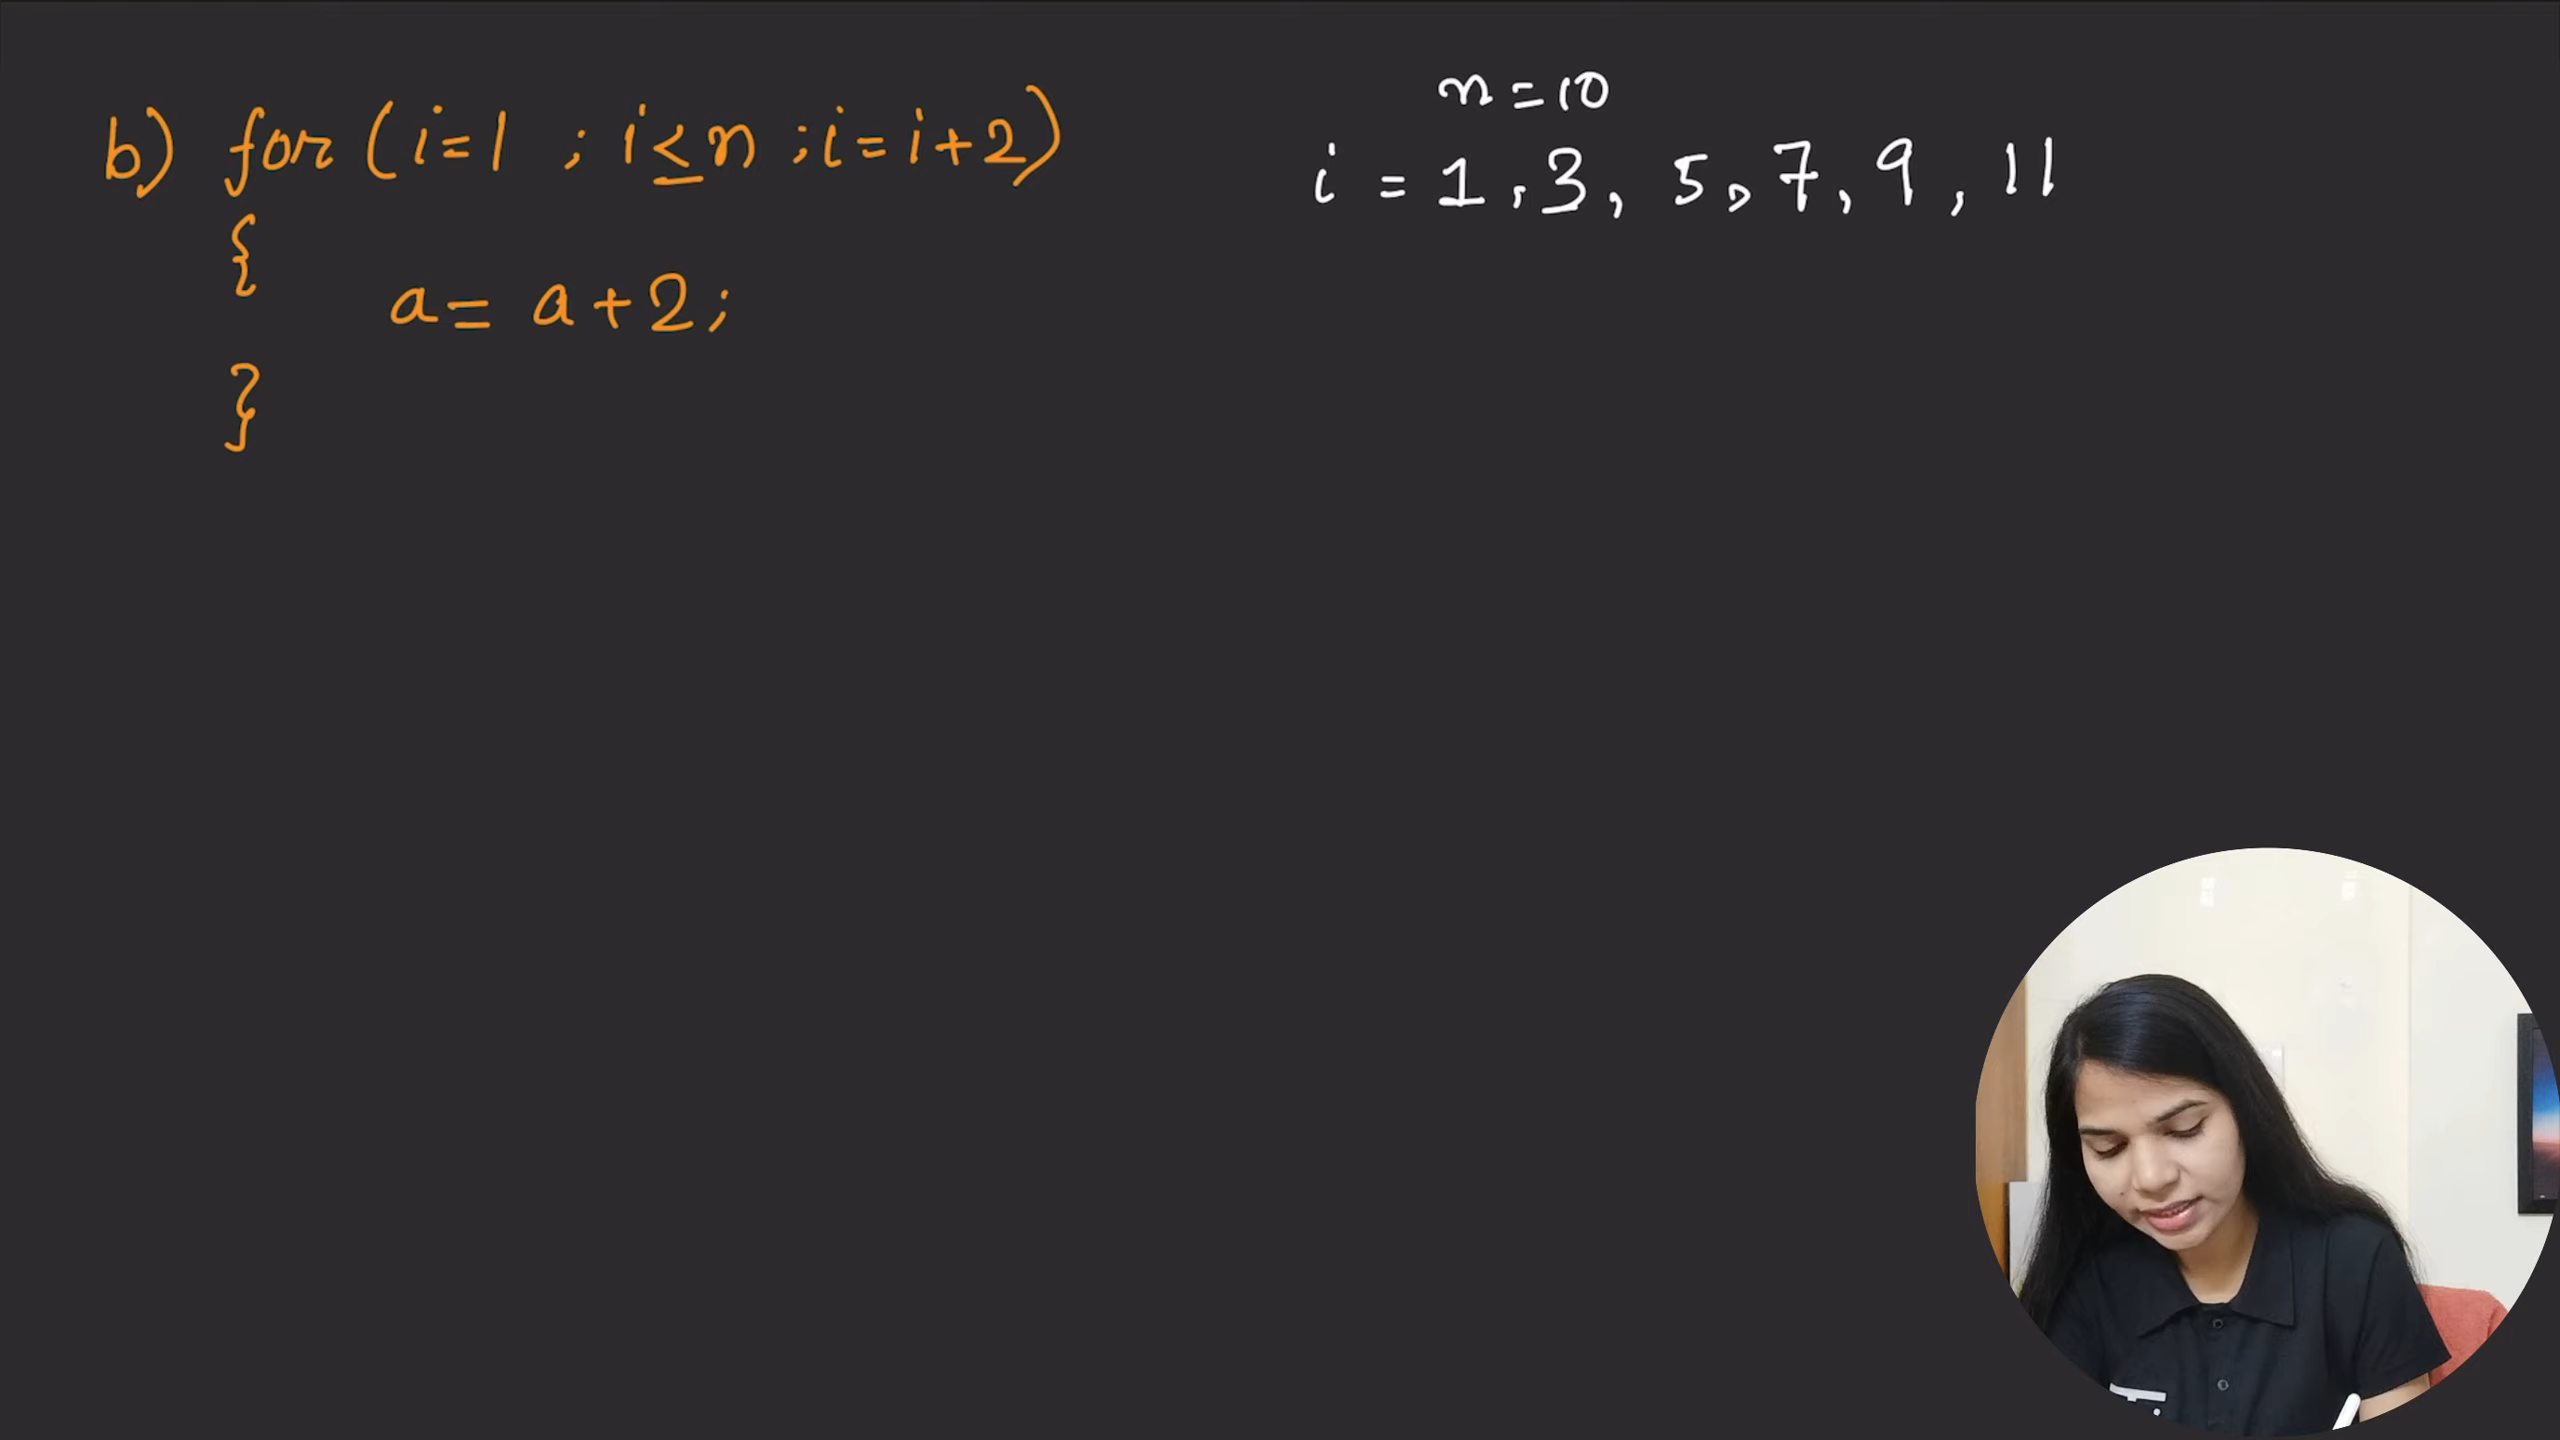 b) for (i=1 ; i≤n ; i=i+2)
{
a= a+2;
}
n=10
i = 1, 3, 5, 7, 9, 11